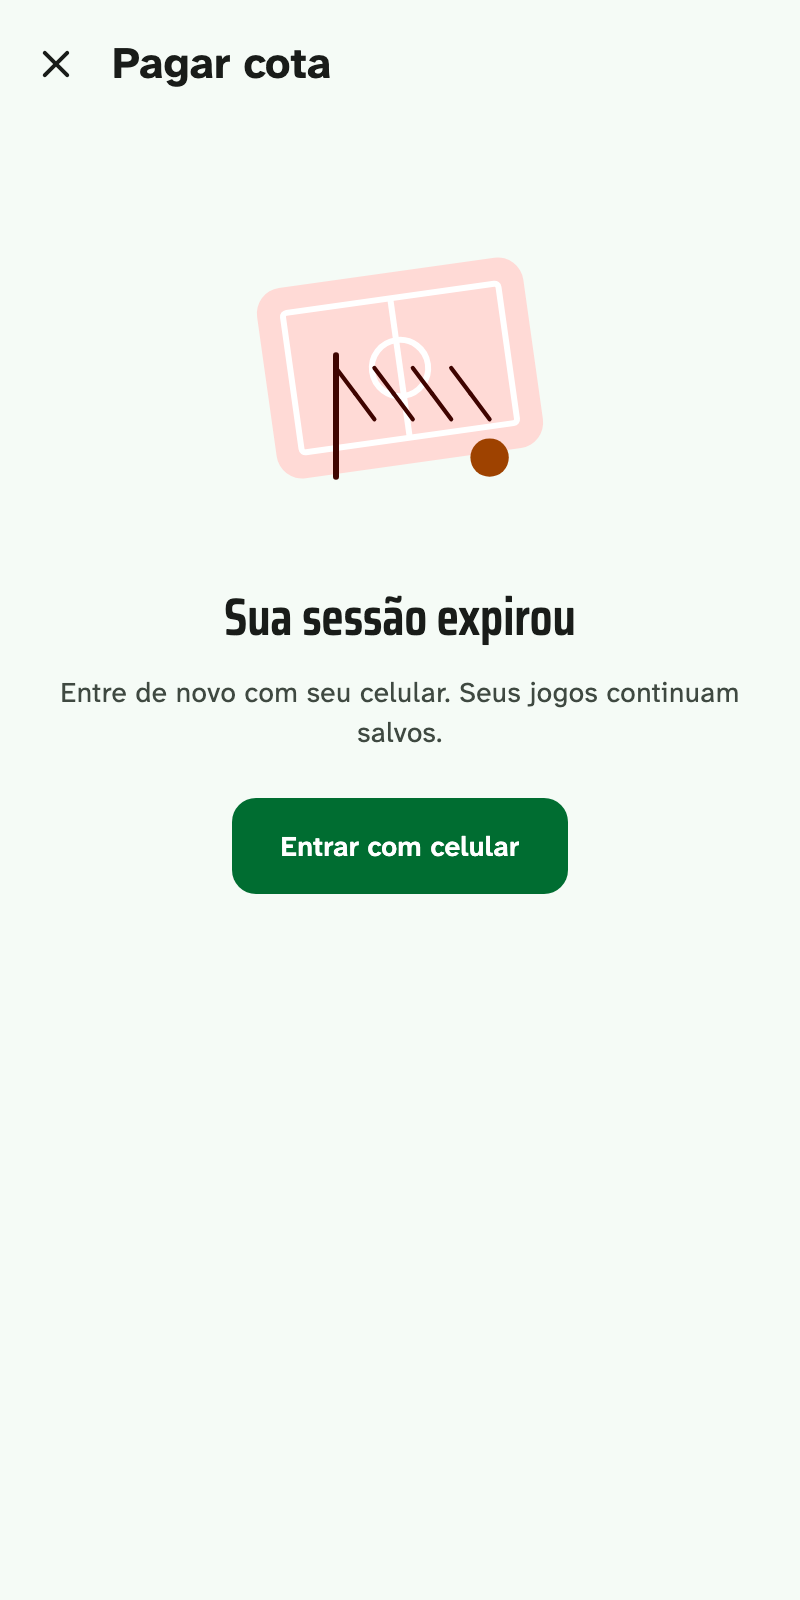 Pagar cota
Sua sessão expirou
Entre de novo com seu celular. Seus jogos continuam
salvos.
Entrar com celular